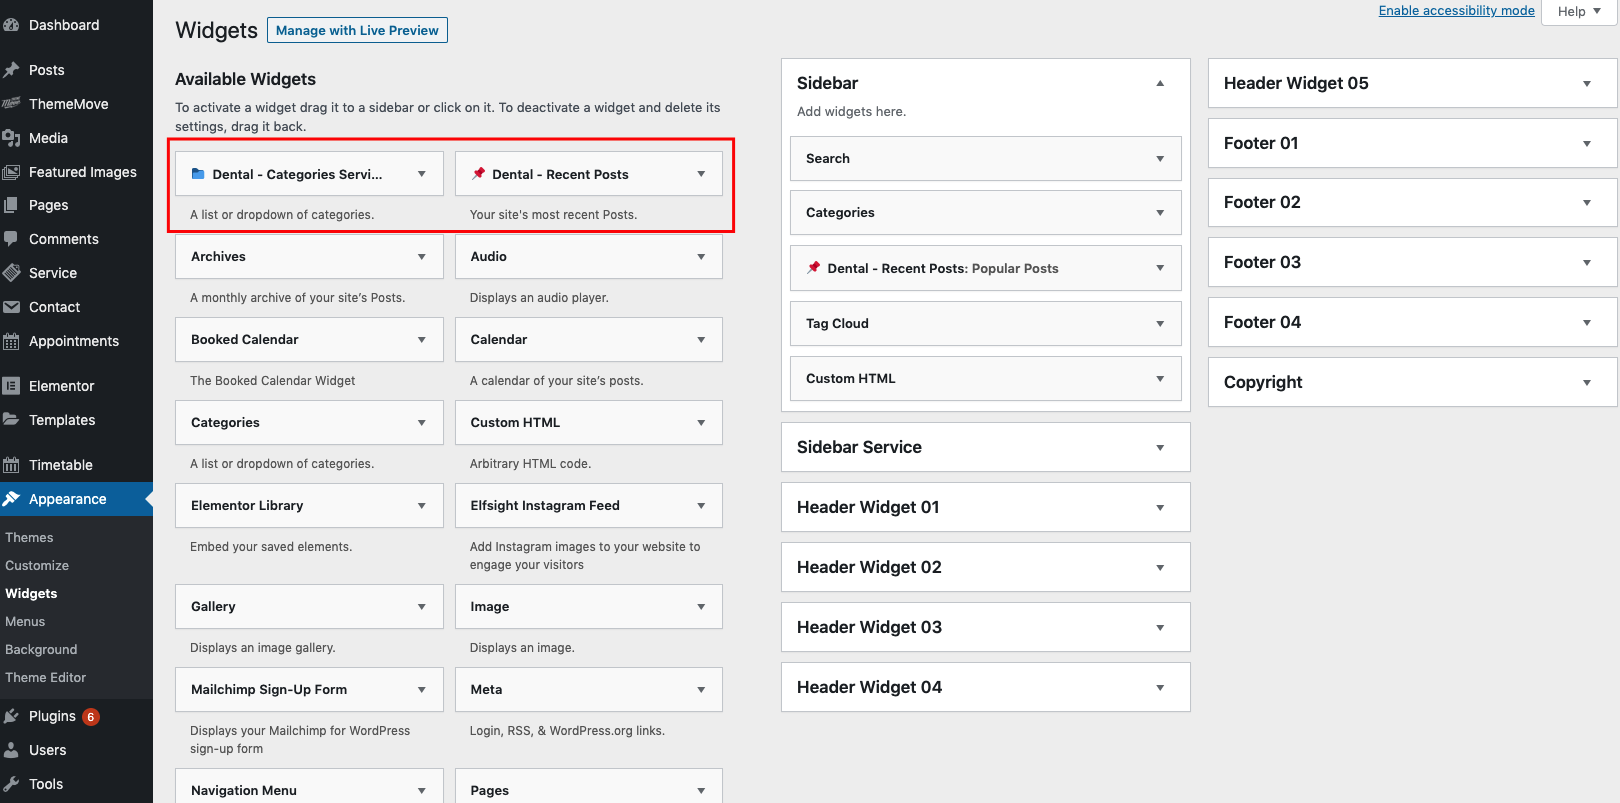 Dashboard
Posts
ThemeMove
Media
Featured Images
Pages
Comments
Service
Contact
Appointments
Elementor
Templates
Timetable
Appearance
Themes
Customize
Widgets
Menus
Background
Theme Editor
Plugins 6
Users
Tools
Widgets
Manage with Live Preview
Enable accessibility mode
Help
Available Widgets
To activate a widget drag it to a sidebar or click on it. To deactivate a widget and delete its
settings, drag it back.
Dental - Categories Servi...
A list or dropdown of categories.
Dental - Recent Posts
Your site's most recent Posts.
Archives
A monthly archive of your site’s Posts.
Audio
Displays an audio player.
Booked Calendar
The Booked Calendar Widget
Calendar
A calendar of your site’s posts.
Categories
A list or dropdown of categories.
Custom HTML
Arbitrary HTML code.
Elementor Library
Embed your saved elements.
Elfsight Instagram Feed
Add Instagram images to your website to
engage your visitors
Gallery
Displays an image gallery.
Image
Displays an image.
Mailchimp Sign-Up Form
Displays your Mailchimp for WordPress
sign-up form
Meta
Login, RSS, & WordPress.org links.
Navigation Menu
Pages
Sidebar
Add widgets here.
Search
Categories
Dental - Recent Posts: Popular Posts
Tag Cloud
Custom HTML
Sidebar Service
Header Widget 01
Header Widget 02
Header Widget 03
Header Widget 04
Header Widget 05
Footer 01
Footer 02
Footer 03
Footer 04
Copyright